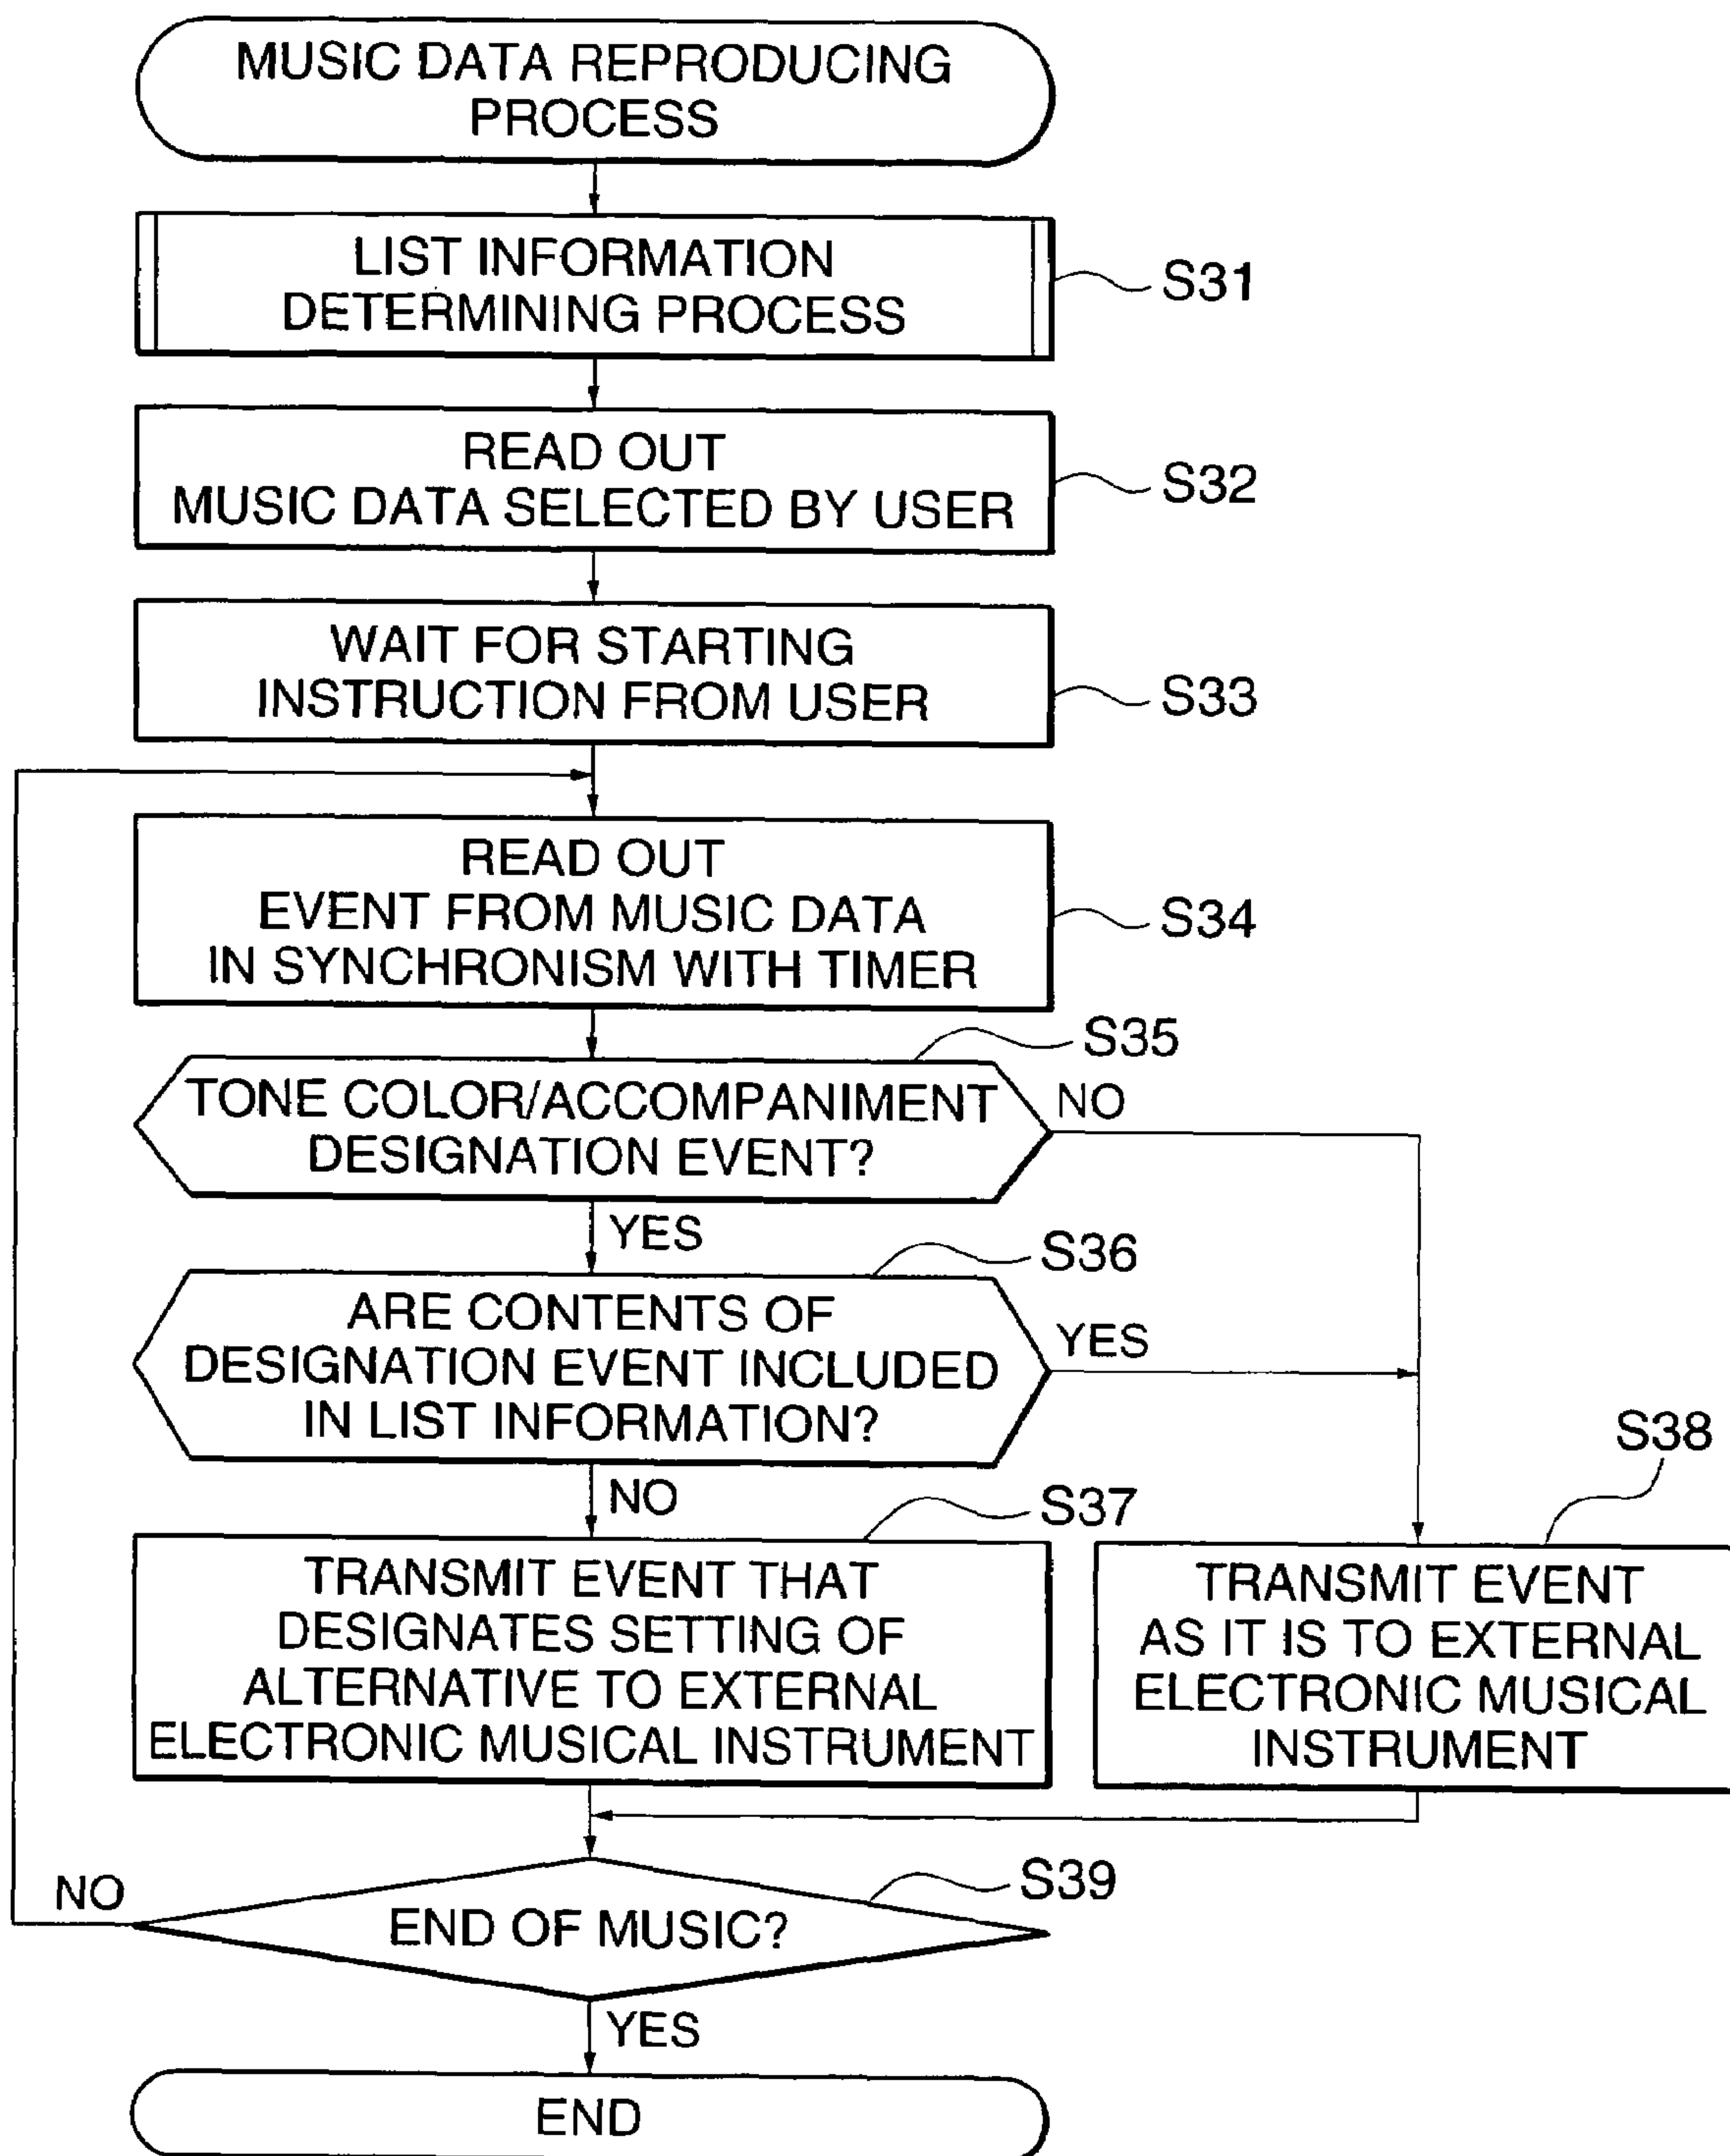 MUSIC DATA REPRODUCING
PROCESS
LIST INFORMATION
DETERMINING PROCESS
S31
READ OUT
MUSIC DATA SELECTED BY USER
S32
WAIT FOR STARTING
INSTRUCTION FROM USER
S33
READ OUT
EVENT FROM MUSIC DATA
IN SYNCHRONISM WITH TIMER
S34
S35
TONE COLOR/ACCOMPANIMENT
DESIGNATION EVENT?
NO
YES
S36
ARE CONTENTS OF
DESIGNATION EVENT INCLUDED
IN LIST INFORMATION?
YES
NO
S37
TRANSMIT EVENT THAT
DESIGNATES SETTING OF
ALTERNATIVE TO EXTERNAL
ELECTRONIC MUSICAL INSTRUMENT
S38
TRANSMIT EVENT
AS IT IS TO EXTERNAL
ELECTRONIC MUSICAL
INSTRUMENT
S39
END OF MUSIC?
NO
YES
END